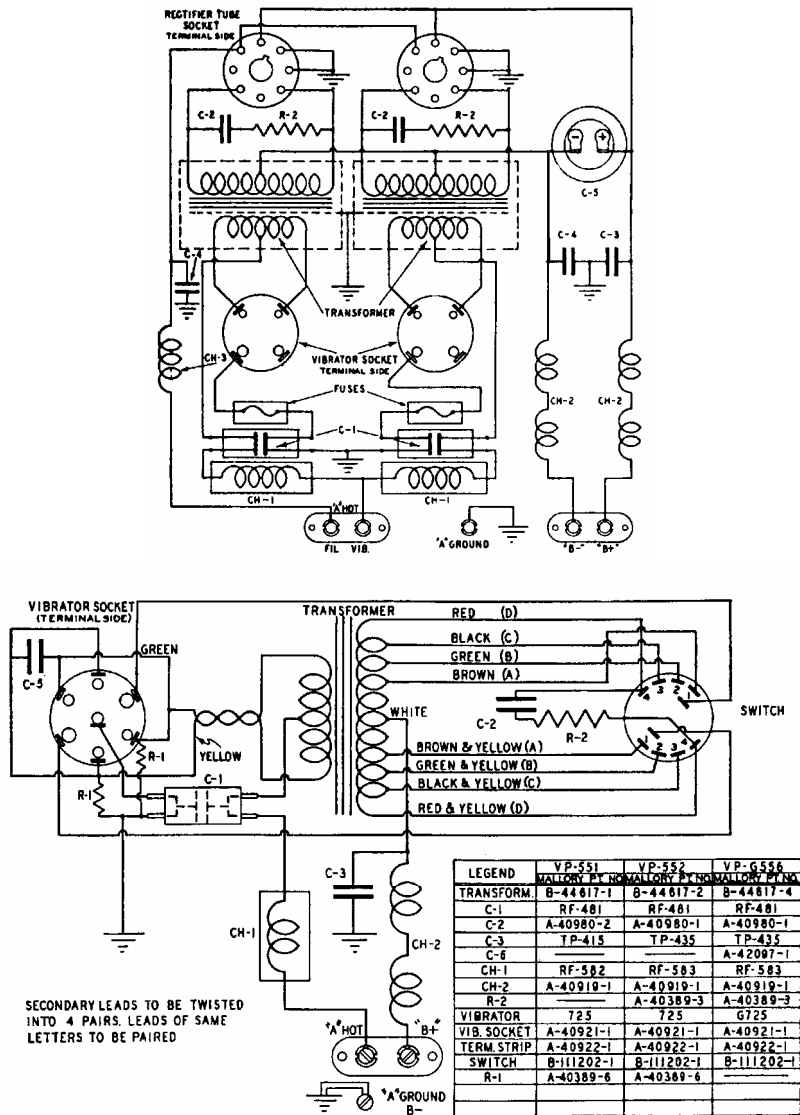 RECTIFIER TUBE
SOCKET
TERMINAL SIDE
C-2
R-2
C-2
R-2
- +
C-5
C-4
C-3
C-4
TRANSFORMER
CH-3
VIBRATOR SOCKET
TERMINAL SIDE
FUSES
CH-2
CH-2
C-1
CH-1
CH-1
"A" HOT
FIL VIB.
"A" GROUND
"B-" "B+"
VIBRATOR SOCKET
(TERMINAL SIDE)
TRANSFORMER
RED (D)
BLACK (C)
GREEN (B)
BROWN (A)
GREEN
C-5
WHITE
C-2
R-2
4 3 2
SWITCH
2 3 4
YELLOW
BROWN & YELLOW (A)
GREEN & YELLOW (B)
BLACK & YELLOW (C)
RED & YELLOW (D)
R-1
R-1
C-1
C-3
CH-1
CH-2
SECONDARY LEADS TO BE TWISTED
INTO 4 PAIRS. LEADS OF SAME
LETTERS TO BE PAIRED
"A" HOT
"B+"
"A" GROUND
B-
LEGEND VP-551 VP-552 VP-G556
MALLORY PT. NO. MALLORY PT. NO. MALLORY PT. NO.
TRANSFORM. B-44617-1 B-44617-2 B-44617-4
C-1 RF-481 RF-481 RF-481
C-2 A-40980-2 A-40980-1 A-40980-1
C-3 TP-415 TP-435 TP-435
C-6 —— —— A-42097-1
CH-1 RF-582 RF-583 RF-583
CH-2 A-40919-1 A-40919-1 A-40919-1
R-2 —— A-40389-3 A-40389-3
VIBRATOR 725 725 G725
VIB. SOCKET A-40921-1 A-40921-1 A-40921-1
TERM. STRIP A-40922-1 A-40922-1 A-40922-1
SWITCH B-111202-1 B-111202-1 B-111202-1
R-1 A-40389-6 A-40389-6 ——